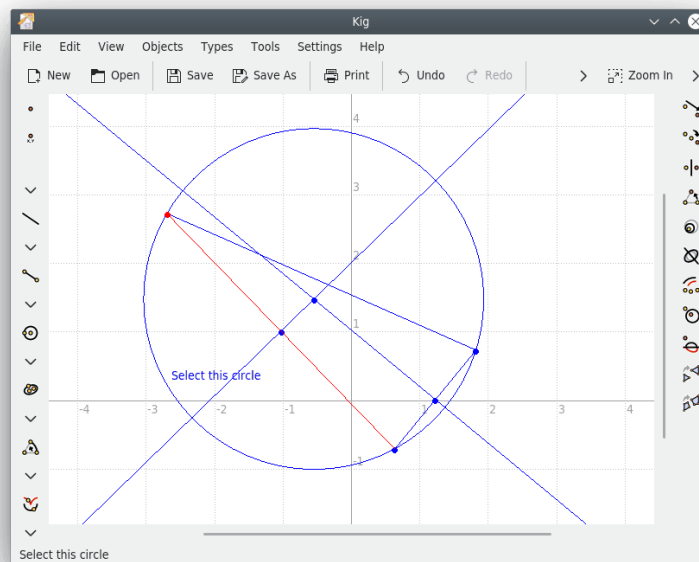 Kig
File Edit View Objects Types Tools Settings Help
New Open Save Save As Print Undo Redo Zoom In
4
3
2
1
Select this circle
-4 -3 -2 -1 1 2 3 4
-1
Select this circle